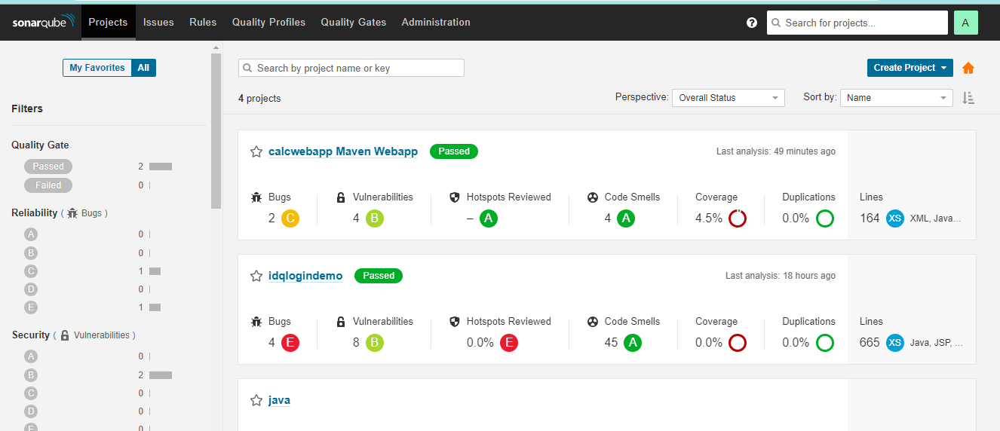 sonarqube Projects Issues Rules Quality Profiles Quality Gates Administration ? Search for projects... A
My Favorites All
Filters
Quality Gate
Passed 2
Failed 0
Reliability ( Bugs )
A 0
B 0
C 1
D 0
E 1
Security ( Vulnerabilities )
A 0
B 2
C 0
D 0
E 0
Search by project name or key
Create Project
4 projects
Perspective: Overall Status Sort by: Name
calcwebapp Maven Webapp Passed Last analysis: 49 minutes ago
Bugs Vulnerabilities Hotspots Reviewed Code Smells Coverage Duplications Lines
2 C 4 B – A 4 A 4.5% 0.0% 164 XS XML, Java...
idqlogindemo Passed Last analysis: 18 hours ago
Bugs Vulnerabilities Hotspots Reviewed Code Smells Coverage Duplications Lines
4 E 8 B 0.0% E 45 A 0.0% 0.0% 665 XS Java, JSP, ...
java